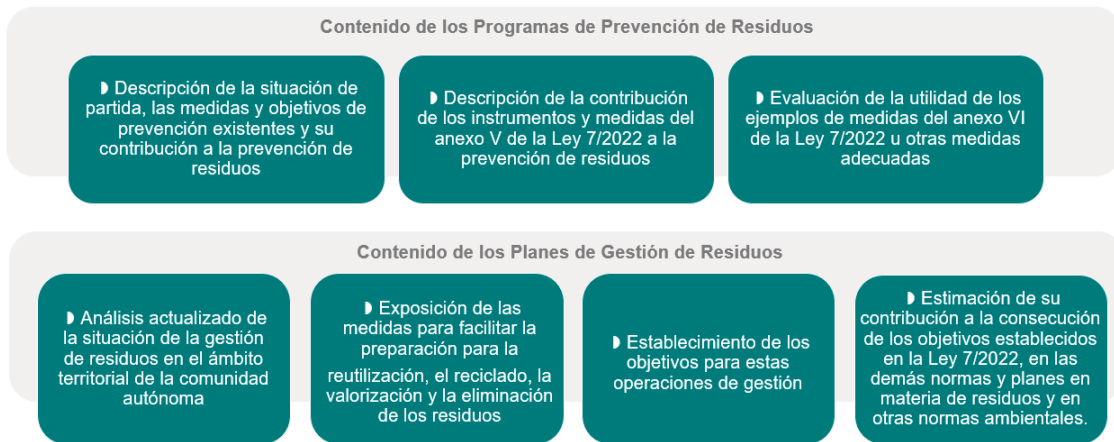 Contenido de los Programas de Prevención de Residuos
◗ Descripción de la situación de
partida, las medidas y objetivos de
prevención existentes y su
contribución a la prevención de
residuos
◗ Descripción de la contribución
de los instrumentos y medidas del
anexo V de la Ley 7/2022 a la
prevención de residuos
◗ Evaluación de la utilidad de los
ejemplos de medidas del anexo VI
de la Ley 7/2022 u otras medidas
adecuadas
Contenido de los Planes de Gestión de Residuos
◗ Análisis actualizado de
la situación de la gestión
de residuos en el ámbito
territorial de la comunidad
autónoma
◗ Exposición de las
medidas para facilitar la
preparación para la
reutilización, el reciclado, la
valorización y la eliminación
de los residuos
◗ Establecimiento de los
objetivos para estas
operaciones de gestión
◗ Estimación de su
contribución a la consecución
de los objetivos establecidos
en la Ley 7/2022, en las
demás normas y planes en
materia de residuos y en
otras normas ambientales.